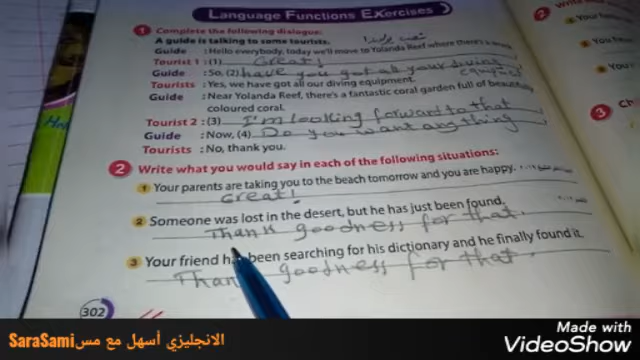 Language Functions Exercises
1 Complete the following dialogue:
A guide is talking to some tourists.
Guide : Hello everybody, today we'll move to Yolanda Reef where there's a
Tourist 1 : (1) Great!
Guide : So, (2) have you got all your diving
Tourists : Yes, we have got all our diving equipment.
Guide : Near Yolanda Reef, there's a fantastic coral garden full of beautifully
coloured coral.
Tourist 2 : (3) I'm looking forward to that
Guide : Now, (4) Do you want anything
Tourists : No, thank you.
2 Write what you would say in each of the following situations:
1 Your parents are taking you to the beach tomorrow and you are happy.
Great!
2 Someone was lost in the desert, but he has just been found.
Thank goodness for that.
3 Your friend has been searching for his dictionary and he finally found it.
Thank goodness for that.
302
2 Write
3
الانجليزي أسهل مع مس SaraSami
Made with
VideoShow